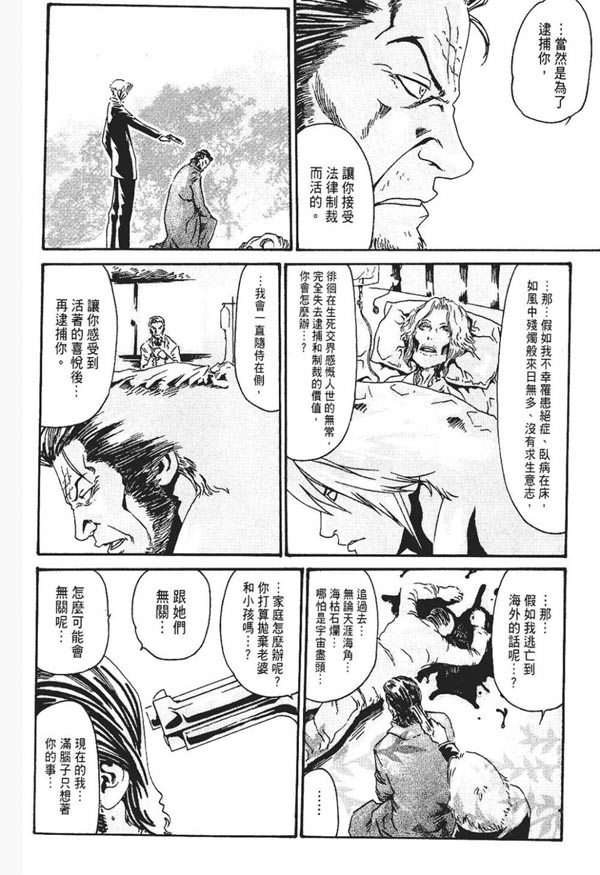 …當然是為了
逮捕你，
讓你接受
法律制裁
而活的。
…那…假如我不幸罹患絕症、臥病在床，
如風中殘燭般來日無多、沒有求生意志，
徘徊在生死交界感慨人世的無常，
完全失去逮捕和制裁的價值，
你會怎麼辦…？
…我會一直隨侍在側，
讓你感受到
活著的喜悅後…
再逮捕你。
…那…
假如我逃亡到
海外的話呢…？
追過去…
無論天涯海角…
海枯石爛…
哪怕是宇宙盡頭…
……
…家庭怎麼辦呢？
你打算拋棄老婆
和小孩嗎…？
跟她們
無關…
怎麼可能會
無關呢…
現在的我…
滿腦子只想著
你的事…